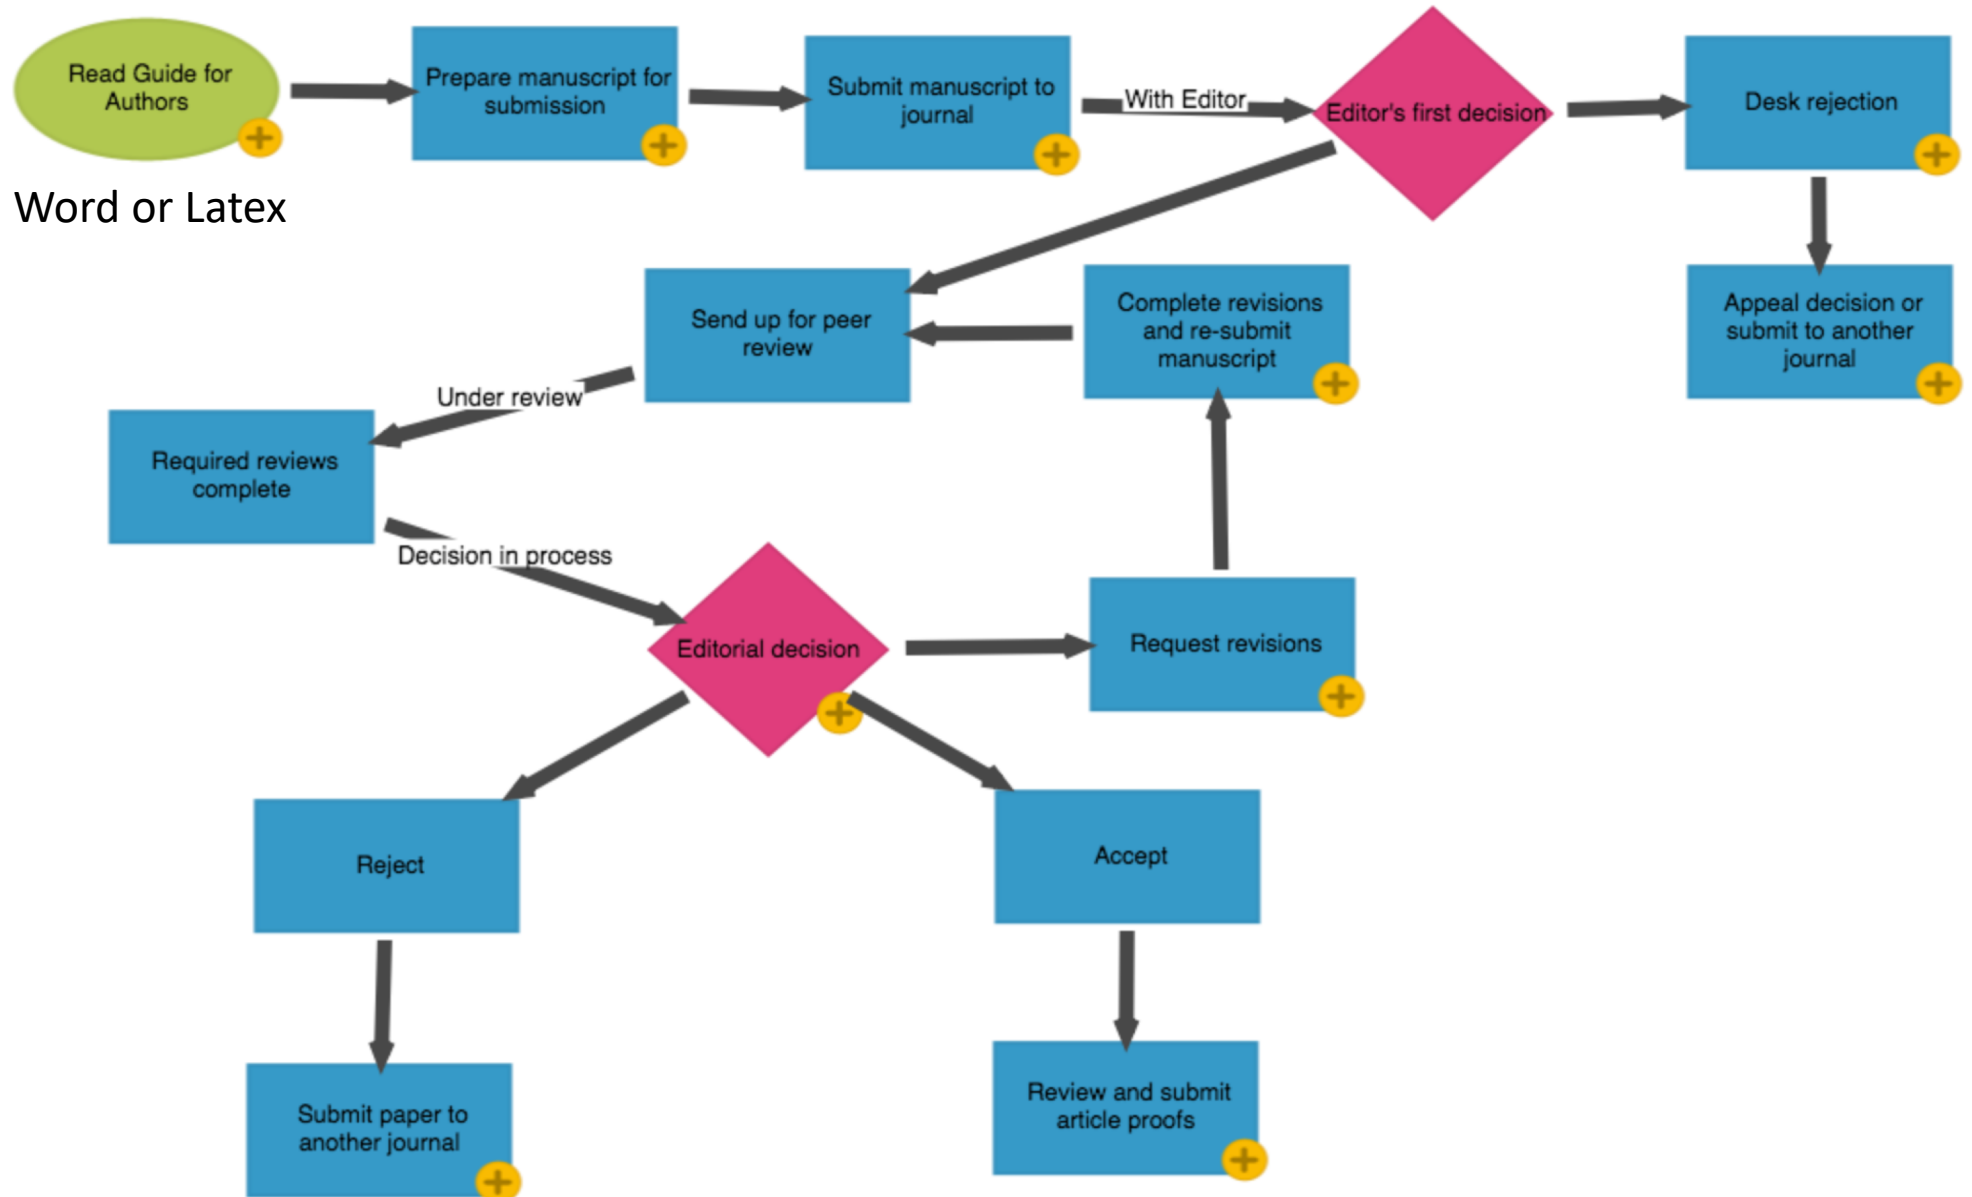 Read Guide for
Authors
Prepare manuscript for
submission
Submit manuscript to
journal
With Editor
Editor's first decision
Desk rejection
Word or Latex
Send up for peer
review
Complete revisions
and re-submit
manuscript
Appeal decision or
submit to another
journal
Under review
Required reviews
complete
Decision in process
Editorial decision
Request revisions
Reject
Accept
Submit paper to
another journal
Review and submit
article proofs